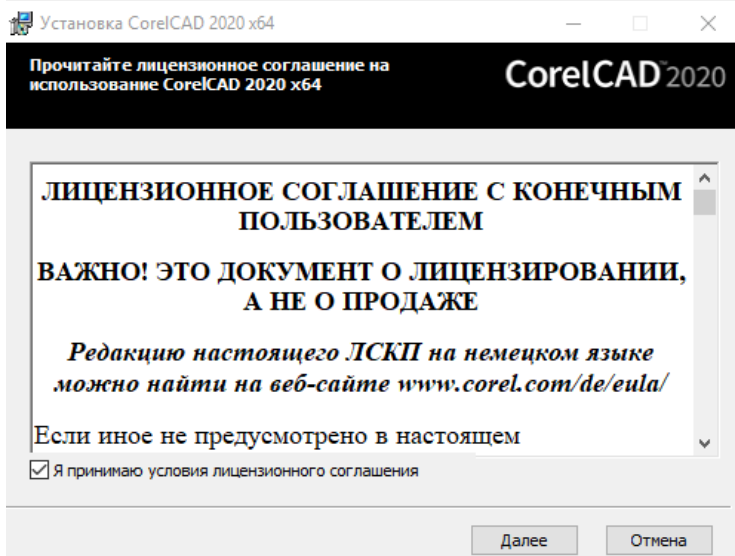 Установка CorelCAD 2020 x64
Прочитайте лицензионное соглашение на
использование CorelCAD 2020 x64
CorelCAD™2020
ЛИЦЕНЗИОННОЕ СОГЛАШЕНИЕ С КОНЕЧНЫМ
ПОЛЬЗОВАТЕЛЕМ
ВАЖНО! ЭТО ДОКУМЕНТ О ЛИЦЕНЗИРОВАНИИ,
А НЕ О ПРОДАЖЕ
Редакцию настоящего ЛСКП на немецком языке
можно найти на веб-сайте www.corel.com/de/eula/
Если иное не предусмотрено в настоящем
Я принимаю условия лицензионного соглашения
Далее
Отмена